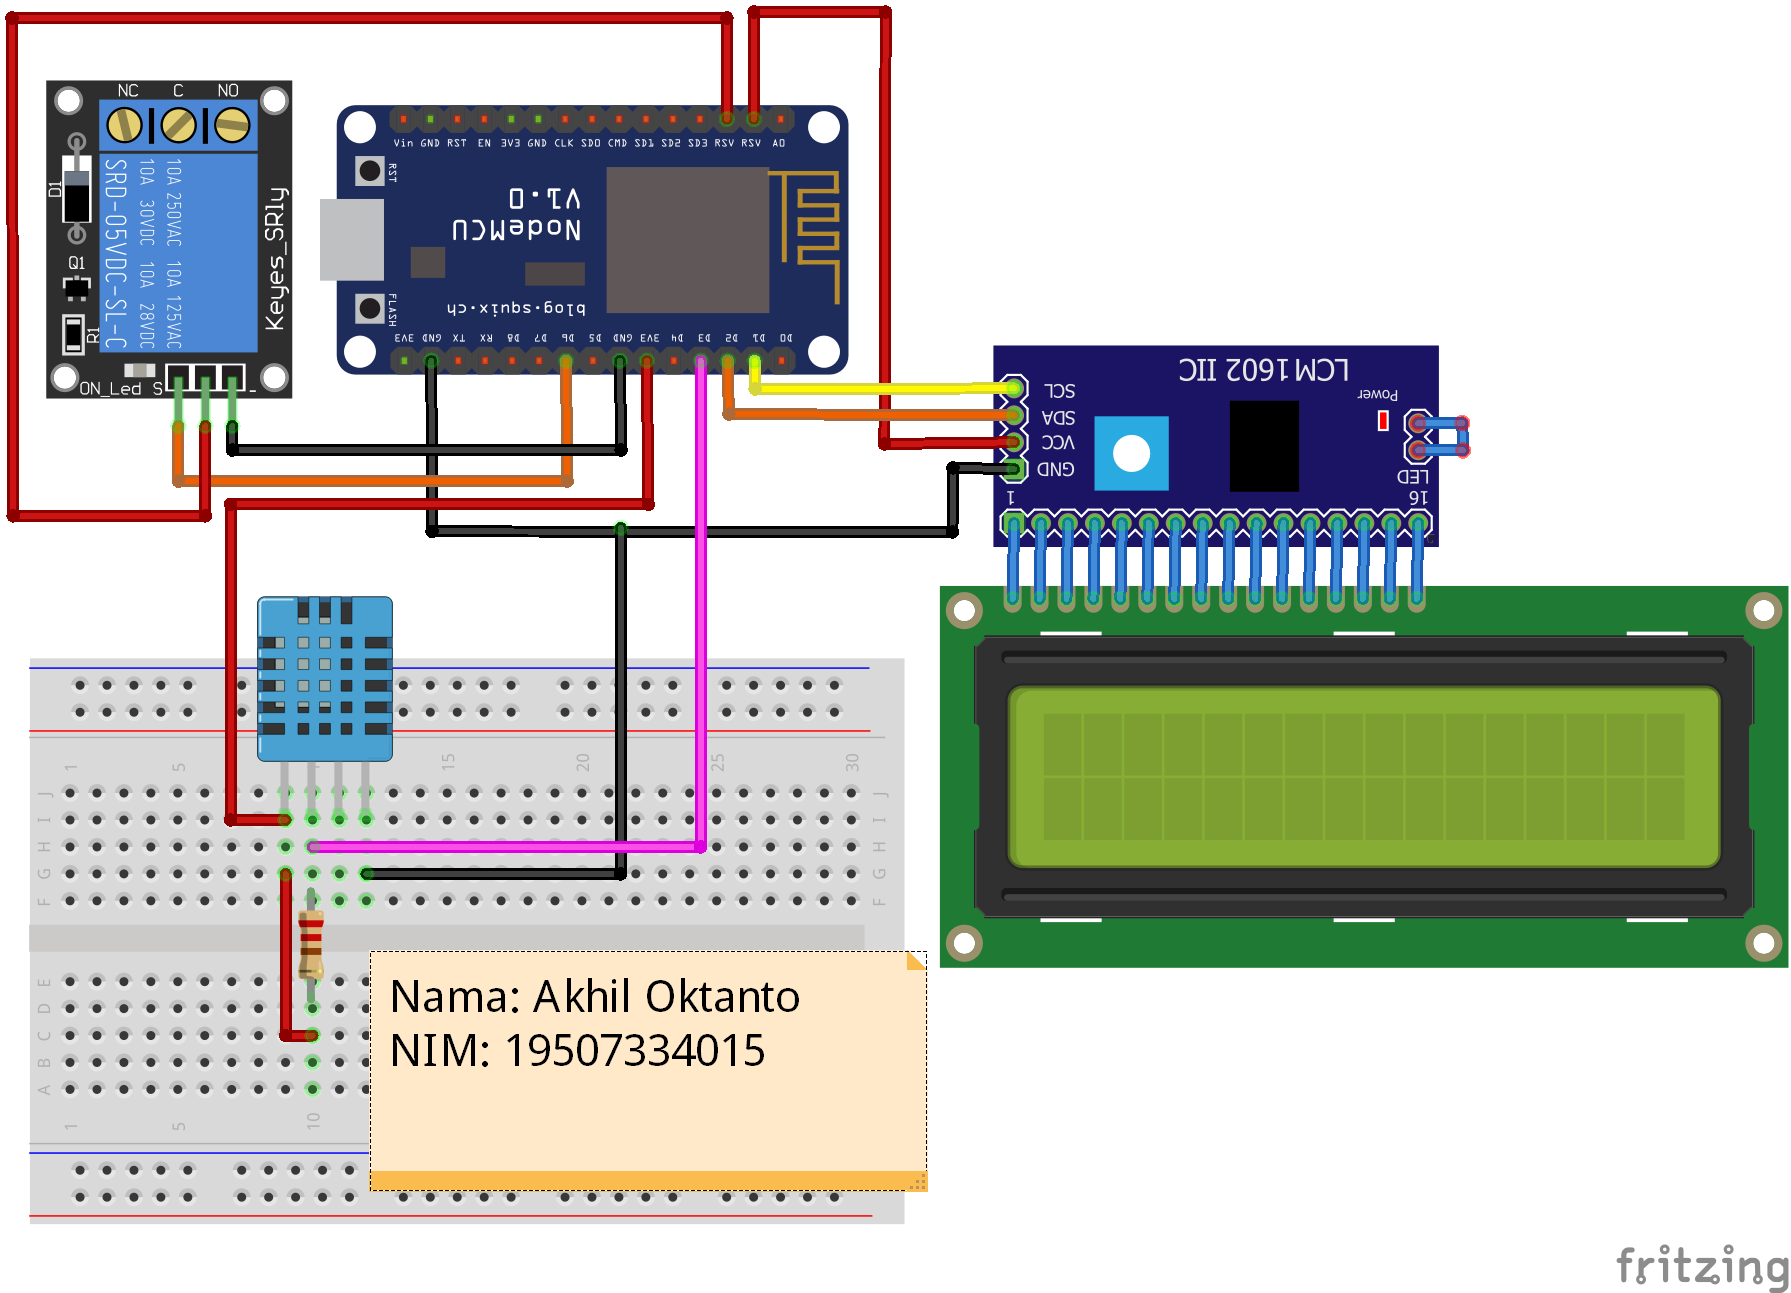 NC C NO
D1
SRD-05VDC-SL-C
10A 30VDC 10A 28VDC
10A 250VAC 10A 125VAC
Keyes_SRly
Q1
R1
ON_Led S -
Vin GND RST EN 3V3 GND CLK SD0 CMD SD1 SD2 SD3 RSV RSV A0
RST
NodeMCU
V1.0
FLASH
blog.squix.ch
3V3 GND TX RX D8 D7 D6 D5 GND 3V3 D4 D3 D2 D1 D0
LCM1602 IIC
SCL
SDA
VCC
GND
Power
LED
1 16
1 5 15 20 25 30
J J
I I
H H
G G
F F
E
D
C
B
A
1 5 10
Nama: Akhil Oktanto
NIM: 19507334015
fritzing